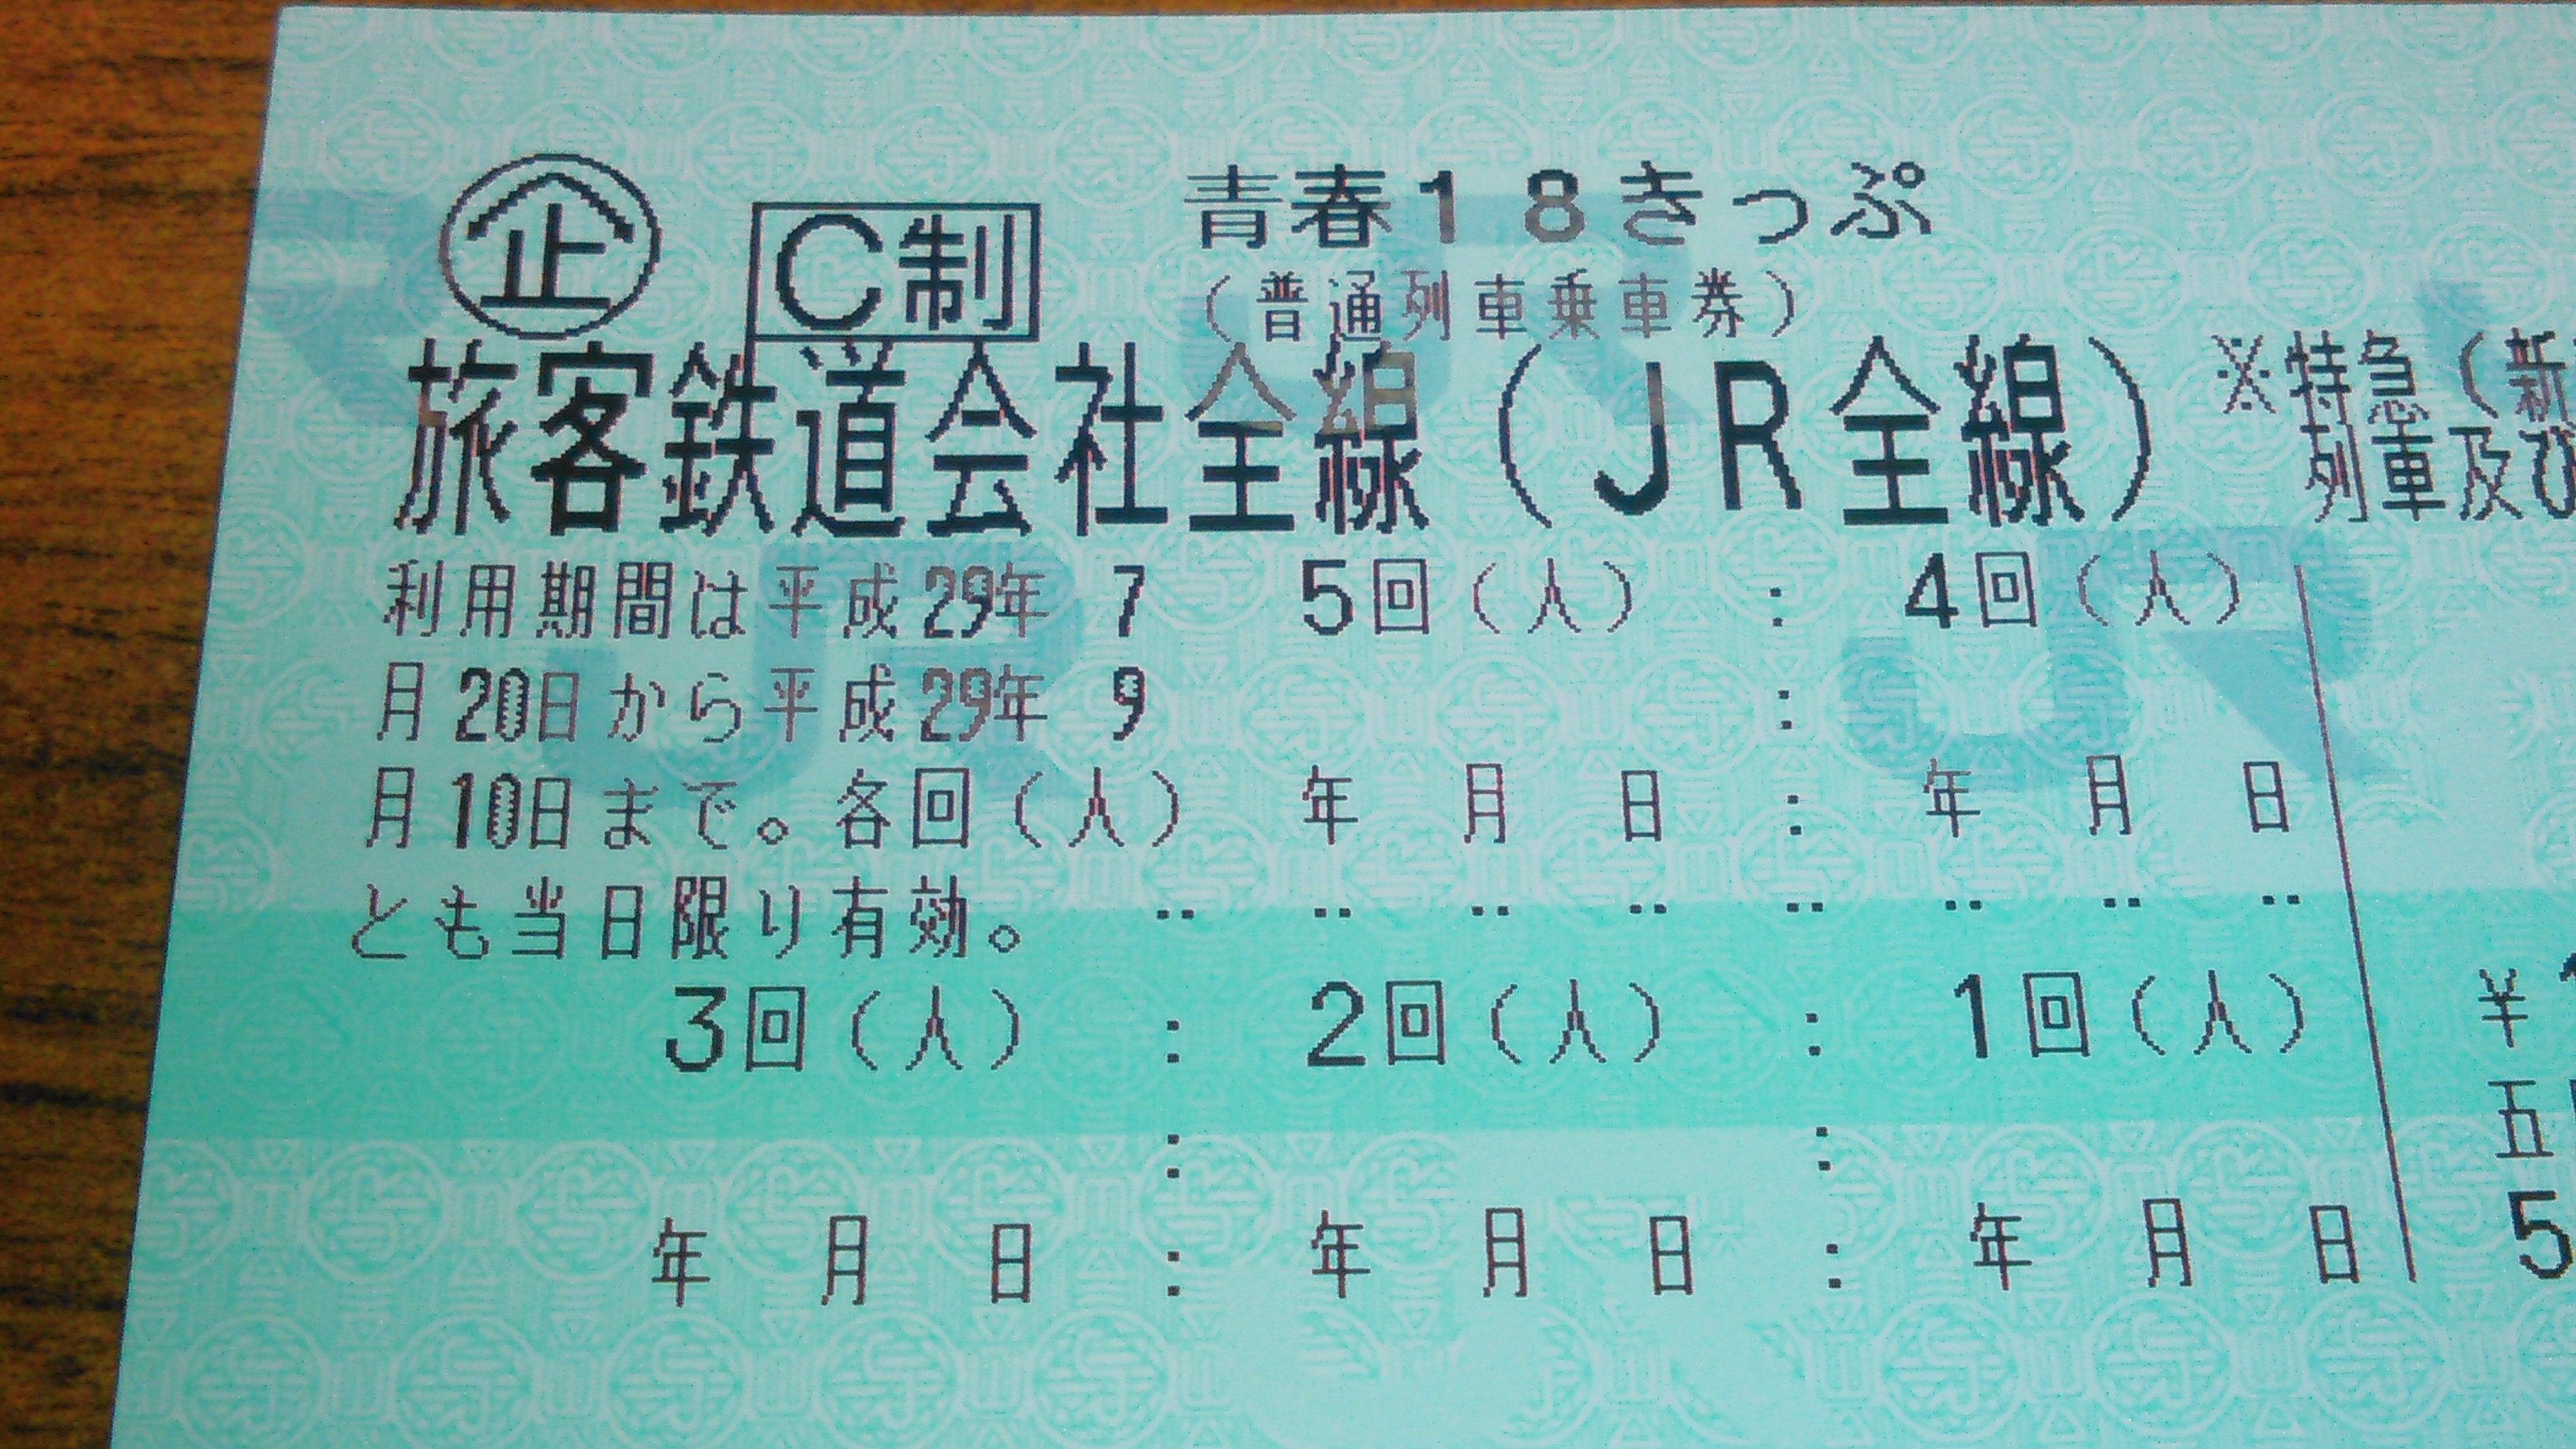 企 C制 青春18きっぷ
(普通列車乗車券)
旅客鉄道会社全線(JR全線) ※特急(新
列車及び
利用期間は平成29年 7
月20日から平成29年 9
月10日まで。各回(人)
とも当日限り有効。
5回(人) : 4回(人)
年 月 日 : 年 月 日
3回(人) : 2回(人) : 1回(人)
年 月 日 : 年 月 日 : 年 月 日
¥
五
5